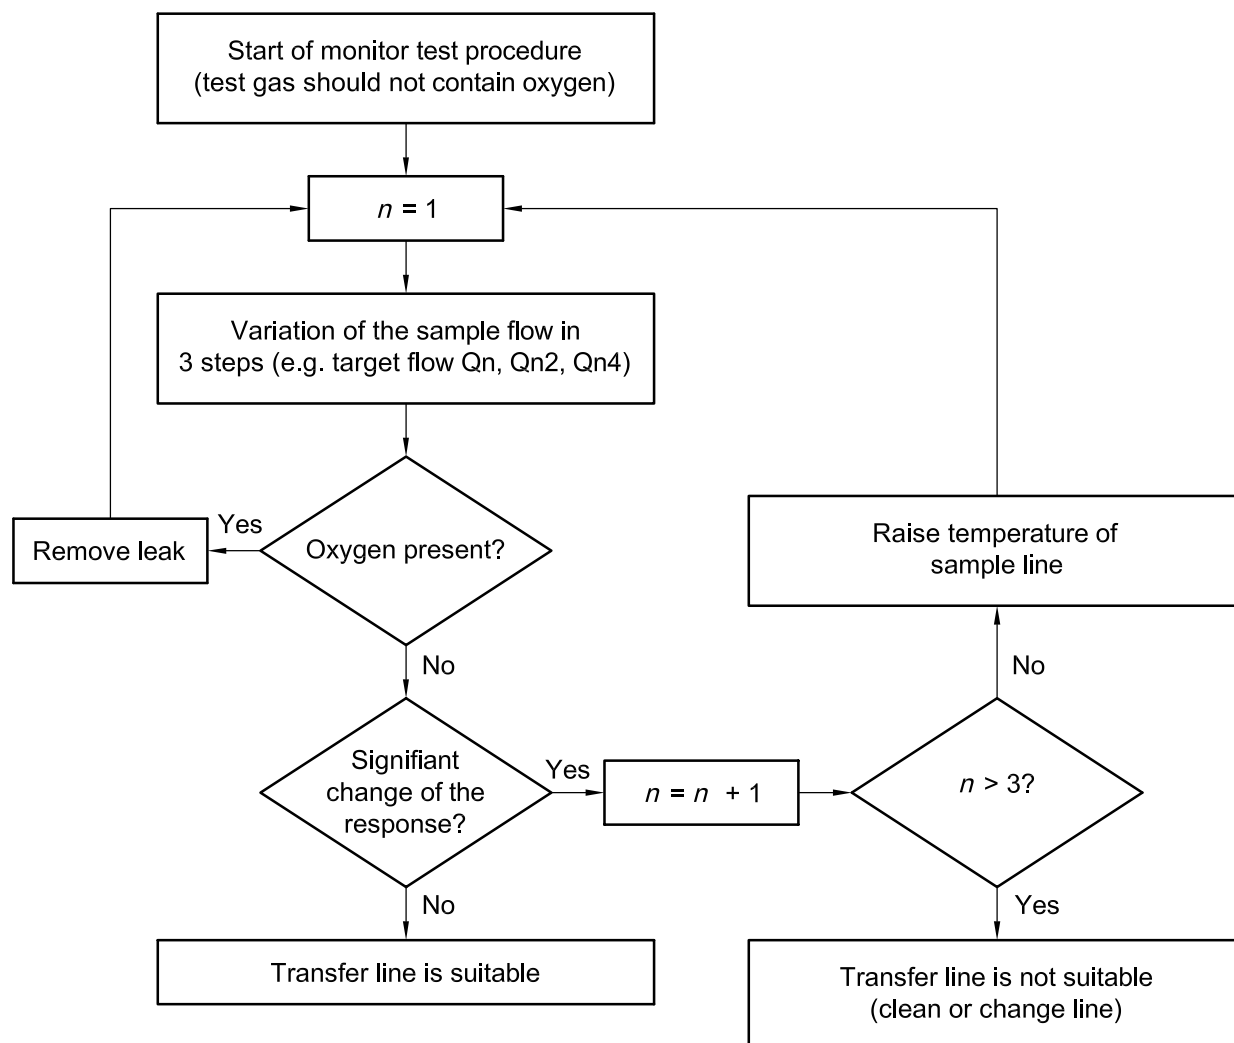 Start of monitor test procedure
(test gas should not contain oxygen)
n = 1
Variation of the sample flow in
3 steps (e.g. target flow Qn, Qn2, Qn4)
Yes
Remove leak
Oxygen present?
No
Raise temperature of
sample line
No
Signifiant
change of the
response?
Yes
n = n + 1
n > 3?
No
Yes
Transfer line is suitable
Transfer line is not suitable
(clean or change line)